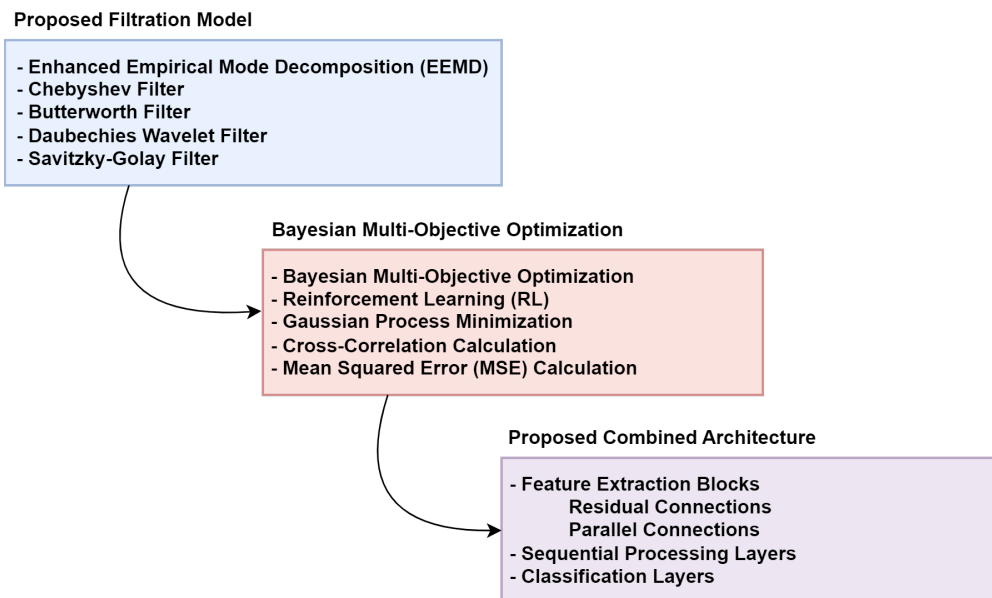 Proposed Filtration Model
- Enhanced Empirical Mode Decomposition (EEMD)
- Chebyshev Filter
- Butterworth Filter
- Daubechies Wavelet Filter
- Savitzky-Golay Filter
Bayesian Multi-Objective Optimization
- Bayesian Multi-Objective Optimization
- Reinforcement Learning (RL)
- Gaussian Process Minimization
- Cross-Correlation Calculation
- Mean Squared Error (MSE) Calculation
Proposed Combined Architecture
- Feature Extraction Blocks
Residual Connections
Parallel Connections
- Sequential Processing Layers
- Classification Layers